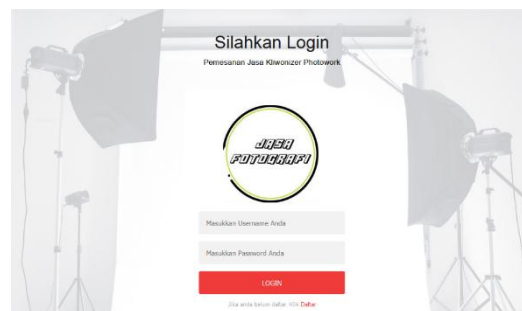 Silahkan Login
Pemesanan Jasa Kliwonizer Photowork
JASA
FOTOGRAFI
Masukkan Username Anda
Masukkan Password Anda
LOGIN
Jika anda belum daftar klik Daftar